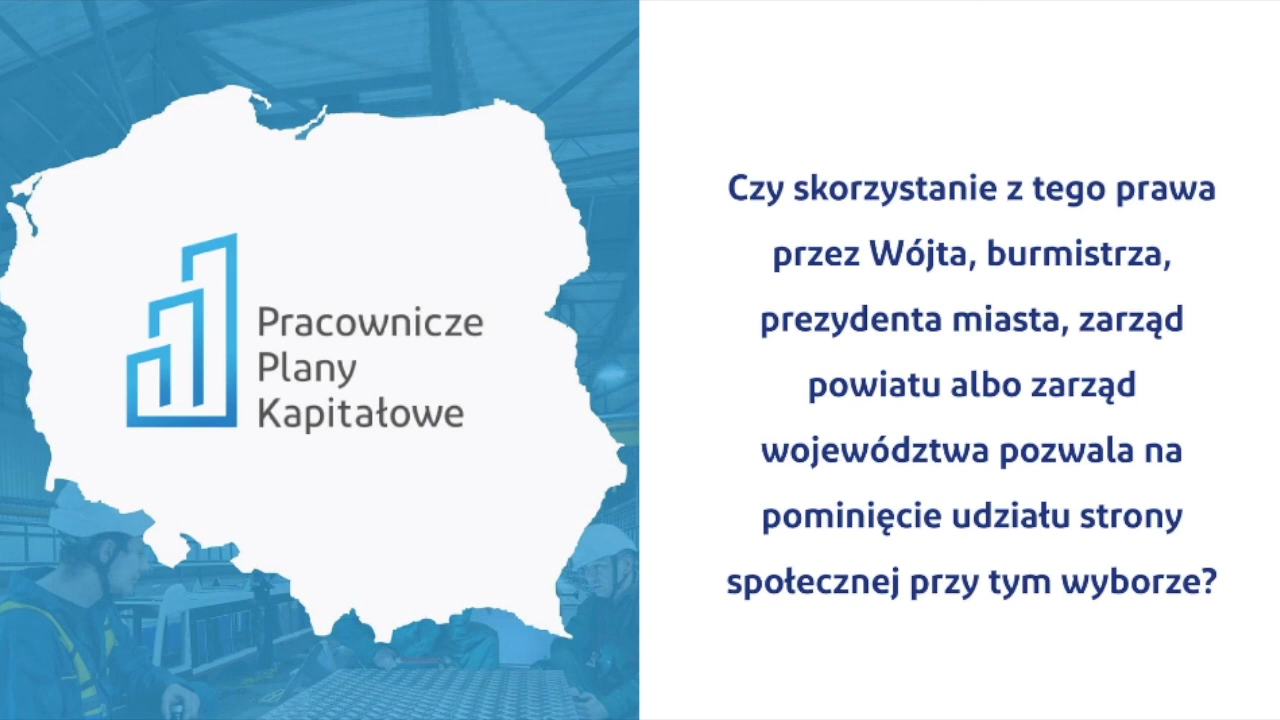 Pracownicze
Plany
Kapitałowe
Czy skorzystanie z tego prawa
przez Wójta, burmistrza,
prezydenta miasta, zarząd
powiatu albo zarząd
województwa pozwala na
pominięcie udziału strony
społecznej przy tym wyborze?